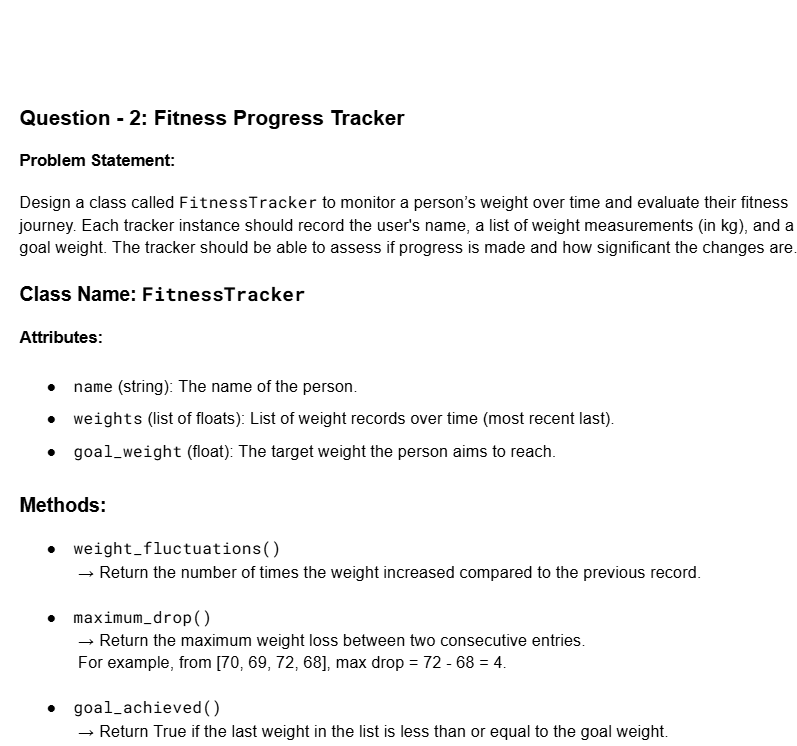 Question - 2: Fitness Progress Tracker
Problem Statement:
Design a class called FitnessTracker to monitor a person’s weight over time and evaluate their fitness
journey. Each tracker instance should record the user's name, a list of weight measurements (in kg), and a
goal weight. The tracker should be able to assess if progress is made and how significant the changes are.
Class Name: FitnessTracker
Attributes:
● name (string): The name of the person.
● weights (list of floats): List of weight records over time (most recent last).
● goal_weight (float): The target weight the person aims to reach.
Methods:
● weight_fluctuations()
→ Return the number of times the weight increased compared to the previous record.
● maximum_drop()
→ Return the maximum weight loss between two consecutive entries.
For example, from [70, 69, 72, 68], max drop = 72 - 68 = 4.
● goal_achieved()
→ Return True if the last weight in the list is less than or equal to the goal weight.